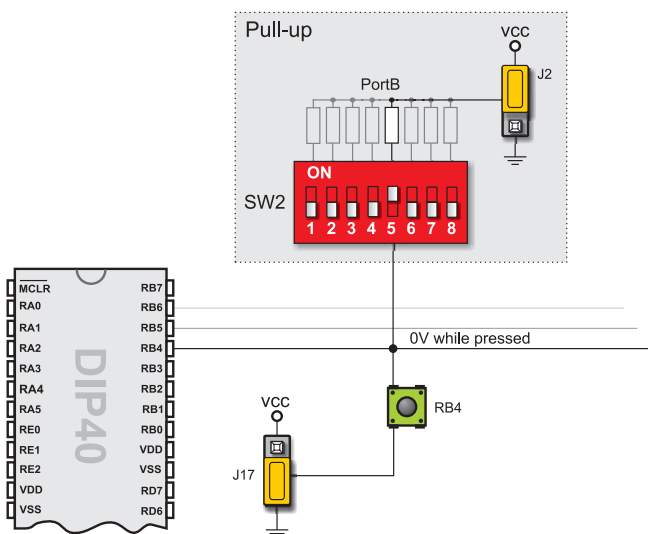 Pull-up
VCC
J2
PortB
ON
SW2
1 2 3 4 5 6 7 8
MCLR RB7
RA0 RB6
RA1 RB5
RA2 RB4
0V while pressed
RA3 RB3
RA4 RB2
RA5 RB1
RE0 RB0
RE1 VDD
RE2 VSS
VDD RD7
VSS RD6
DIP40
RB4
VCC
J17